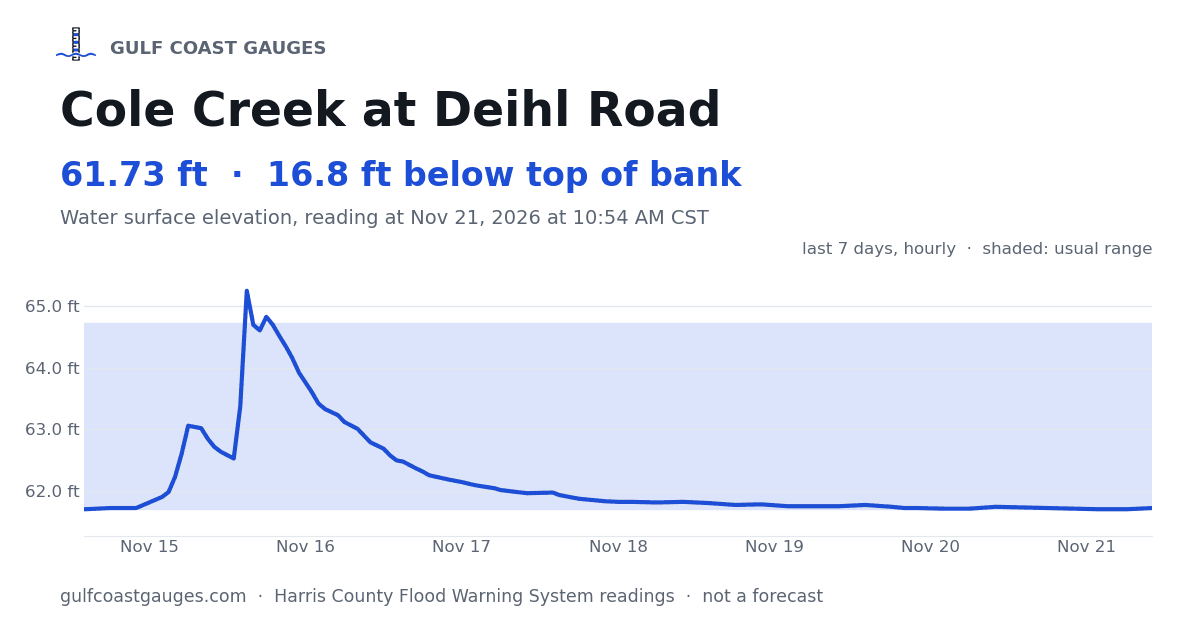 GULF COAST GAUGES
Cole Creek at Deihl Road
61.73 ft · 16.8 ft below top of bank
Water surface elevation, reading at Nov 21, 2026 at 10:54 AM CST
last 7 days, hourly · shaded: usual range
65.0 ft
64.0 ft
63.0 ft
62.0 ft
Nov 15 Nov 16 Nov 17 Nov 18 Nov 19 Nov 20 Nov 21
gulfcoastgauges.com · Harris County Flood Warning System readings · not a forecast